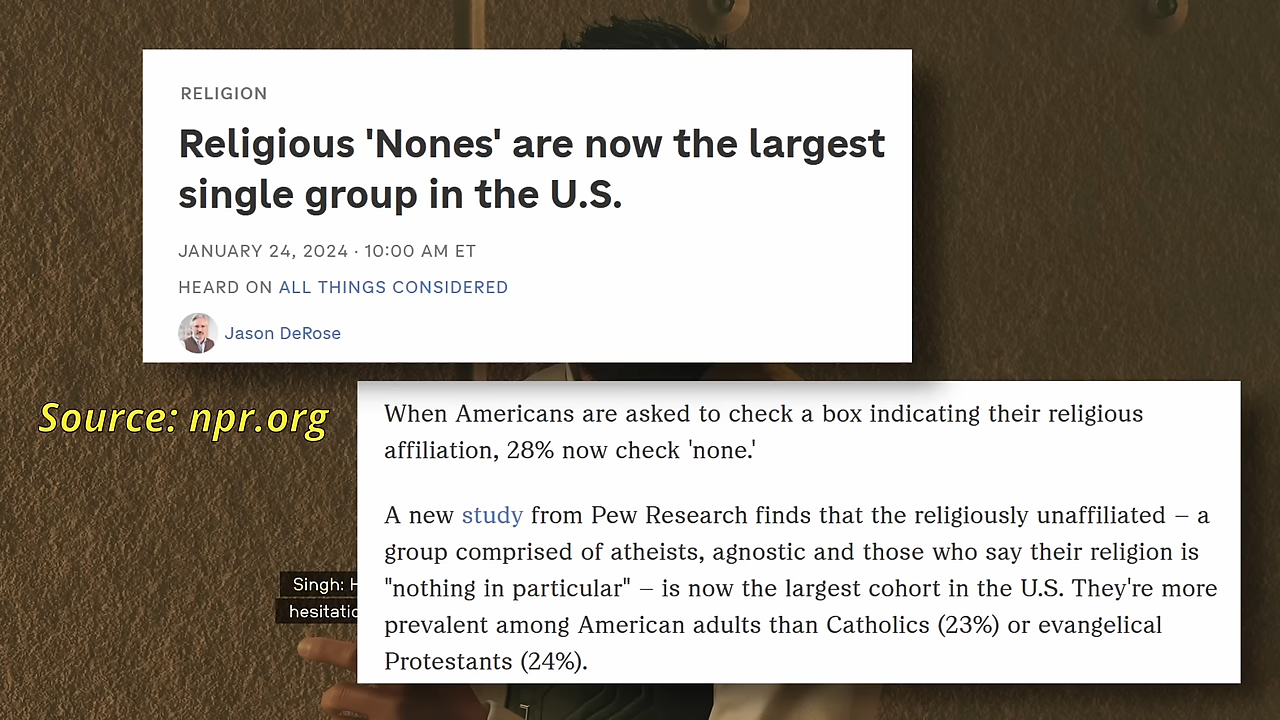 RELIGION
Religious 'Nones' are now the largest
single group in the U.S.
JANUARY 24, 2024 · 10:00 AM ET
HEARD ON ALL THINGS CONSIDERED
Jason DeRose
Source: npr.org
When Americans are asked to check a box indicating their religious
affiliation, 28% now check 'none.'
A new study from Pew Research finds that the religiously unaffiliated – a
group comprised of atheists, agnostic and those who say their religion is
"nothing in particular" – is now the largest cohort in the U.S. They're more
prevalent among American adults than Catholics (23%) or evangelical
Protestants (24%).
Singh: